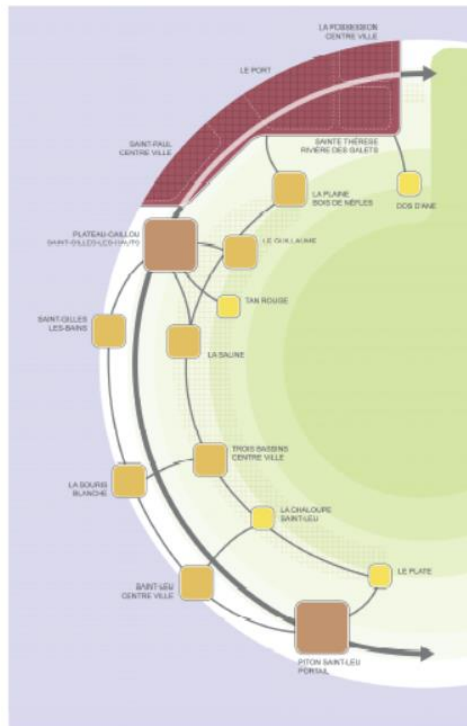 LA POSSESSION
CENTRE VILLE
LE PORT
SAINT-PAUL
CENTRE VILLE
SAINTE THÉRÈSE
RIVIÈRE DES GALETS
LA PLAINE
BOIS DE NÈFLES
DOS D'ANE
PLATEAU-CAILLOU
SAINT-GILLES-LES-HAUTS
LE GUILLAUME
TAN ROUGE
SAINT-GILLES
LES-BAINS
LA SALINE
TROIS BASSINS
CENTRE VILLE
LA SOURIS
BLANCHE
LA CHALOUPE
SAINT-LEU
SAINT-LEU
CENTRE VILLE
LE PLATE
PITON SAINT-LEU
PORTAIL